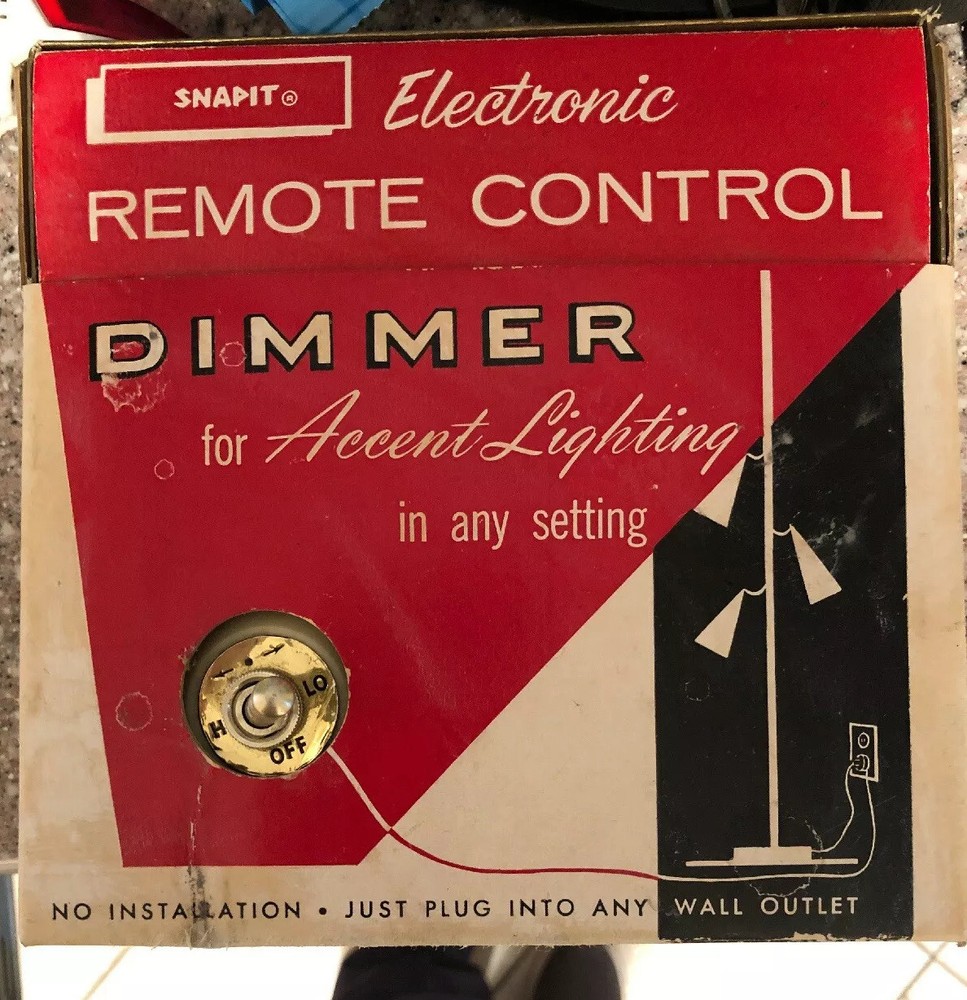 SNAPIT®
Electronic
REMOTE CONTROL
DIMMER
for Accent Lighting
in any setting
LO
H
OFF
NO INSTALLATION • JUST PLUG INTO ANY WALL OUTLET